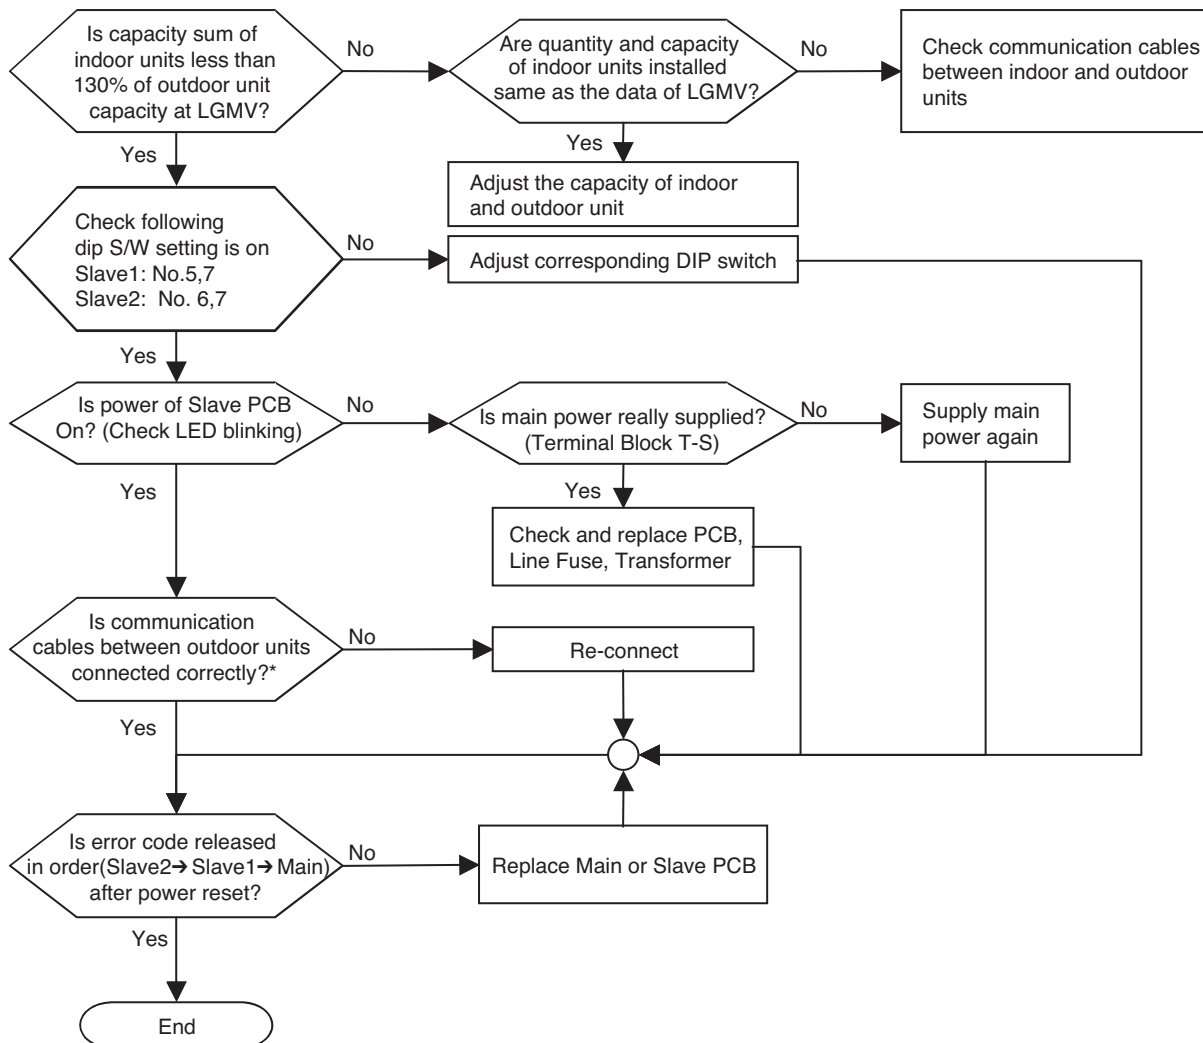 Is capacity sum of
indoor units less than
130% of outdoor unit
capacity at LGMV?
No
Are quantity and capacity
of indoor units installed
same as the data of LGMV?
No
Check communication cables
between indoor and outdoor
units
Yes
Yes
Adjust the capacity of indoor
and outdoor unit
Check following
dip S/W setting is on
Slave1: No.5,7
Slave2: No. 6,7
No
Adjust corresponding DIP switch
Yes
Is power of Slave PCB
On? (Check LED blinking)
No
Is main power really supplied?
(Terminal Block T-S)
No
Supply main
power again
Yes
Yes
Check and replace PCB,
Line Fuse, Transformer
Is communication
cables between outdoor units
connected correctly?*
No
Re-connect
Yes
Is error code released
in order(Slave2→ Slave1→ Main)
after power reset?
No
Replace Main or Slave PCB
Yes
End